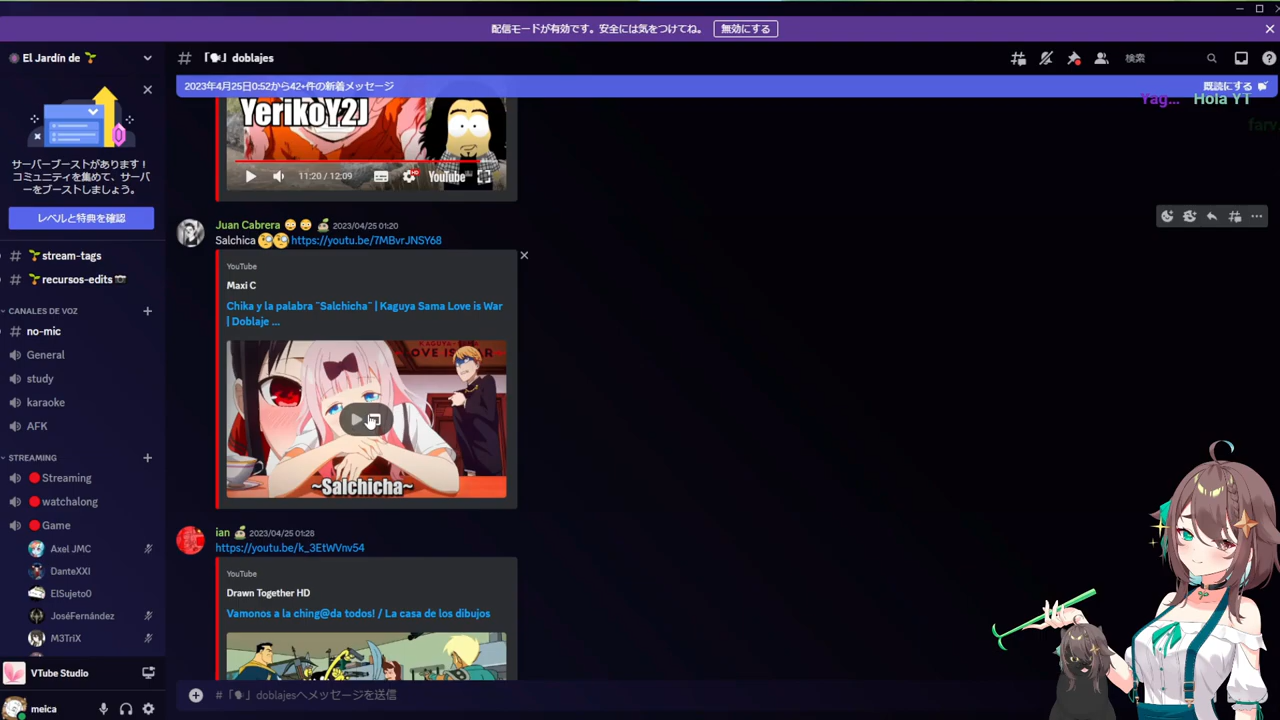 配信モードが有効です。安全には気をつけてね。 無効にする
El Jardín de
「🗣」 doblajes
検索
2023年4月25日0:52から42+件の新着メッセージ
既読にする
Yag... Hola YT
YerikoY2J
11:20 / 12:09
YouTube
サーバーブーストがあります！
コミュニティを集めて、サーバ
ーをブーストしましょう。
レベルと特典を確認
stream-tags
recursos-edits
CANALES DE VOZ
no-mic
General
study
karaoke
AFK
STREAMING
Streaming
watchalong
Game
Axel JMC
DanteXXI
ElSujeto0
JoséFernández
M3TriX
VTube Studio
meica
Juan Cabrera 2023/04/25 01:20
Salchica https://youtu.be/7MBvrJNSY68
YouTube
Maxi C
Chika y la palabra "Salchicha" | Kaguya Sama Love is War
| Doblaje ...
LOVE IS WAR
~Salchicha~
ian 2023/04/25 01:28
https://youtu.be/k_3EtWVnv54
YouTube
Drawn Together HD
Vamonos a la ching@da todos! / La casa de los dibujos
#「🗣」doblajesへメッセージを送信